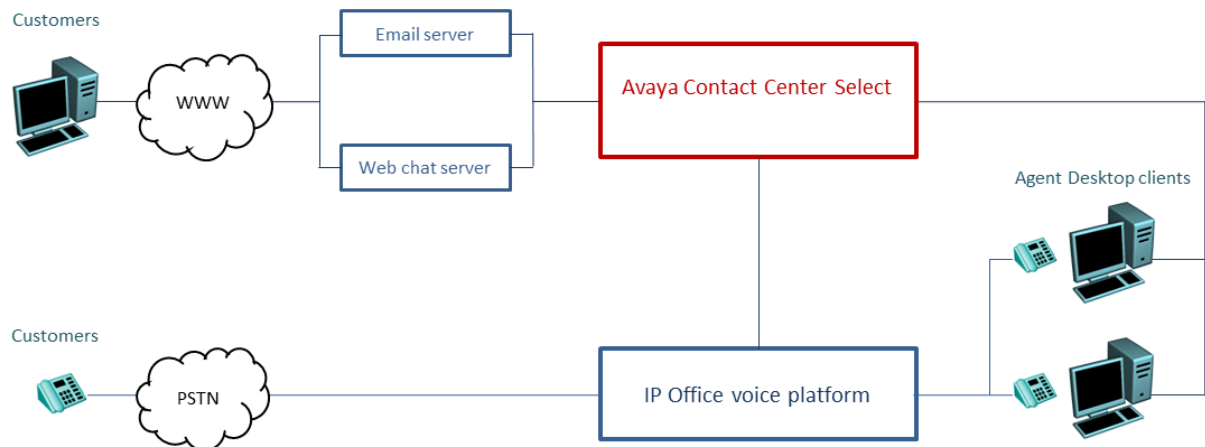 Customers
Email server
WWW
Avaya Contact Center Select
Web chat server
Agent Desktop clients
Customers
PSTN
IP Office voice platform